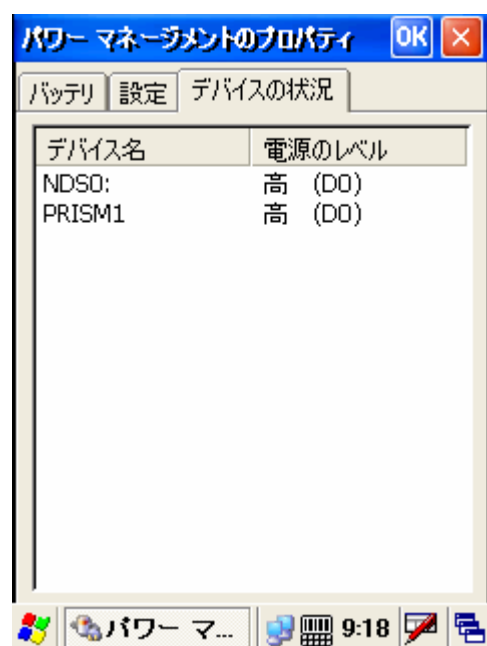 パワー マネージメントのプロパティ OK
バッテリ 設定 デバイスの状況
デバイス名 電源のレベル
NDS0: 高 (D0)
PRISM1 高 (D0)
パワー マ... 9:18